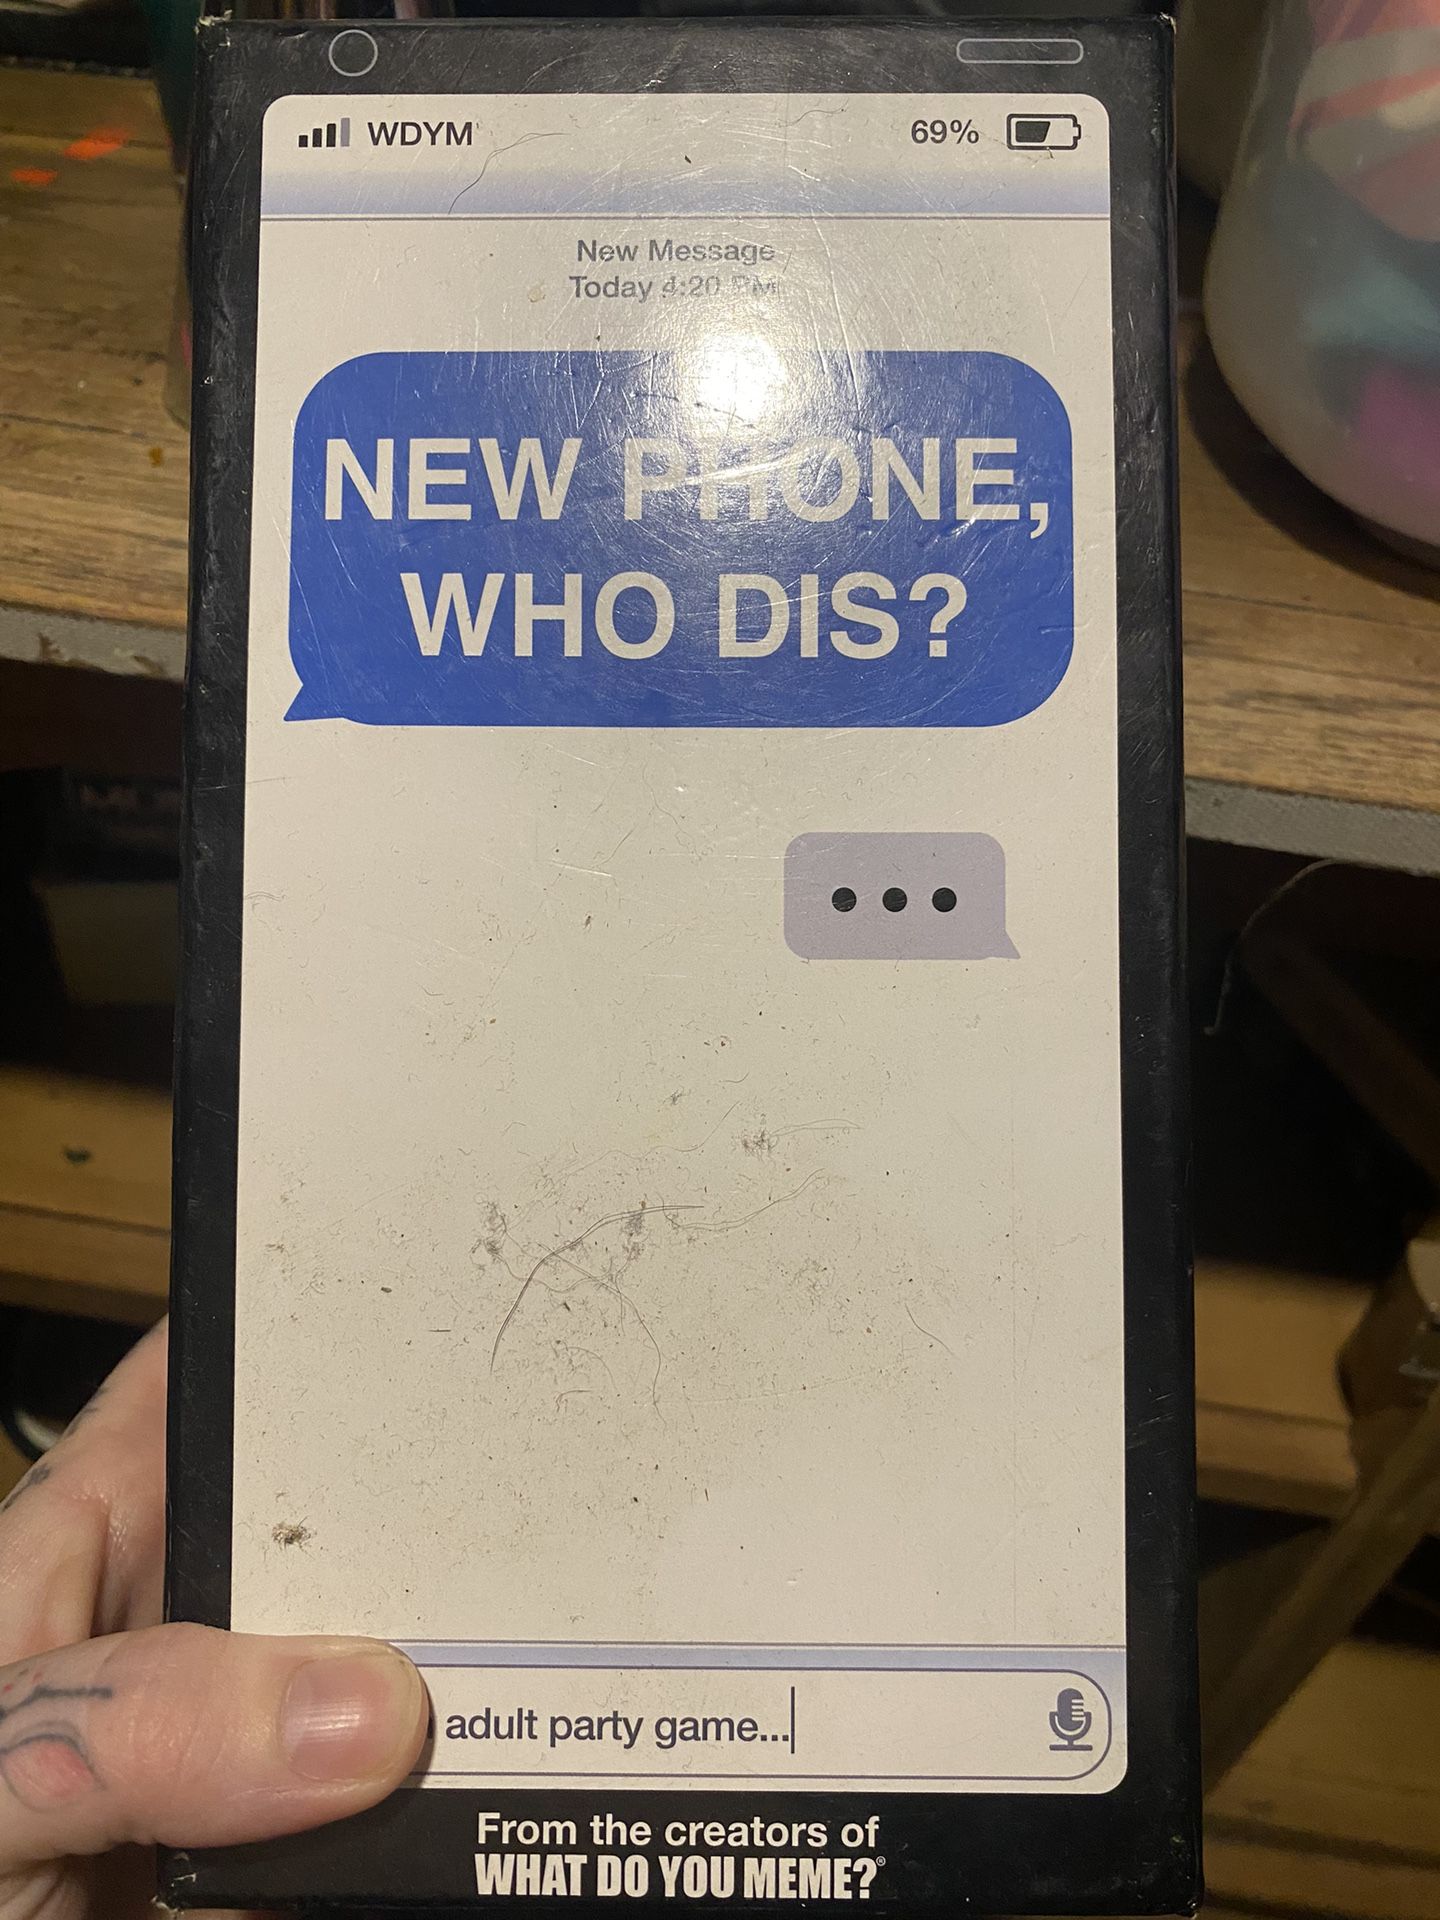 WDYM 69%
New Message
Today 4:20 PM
NEW PHONE,
WHO DIS?
adult party game...
From the creators of
WHAT DO YOU MEME?®